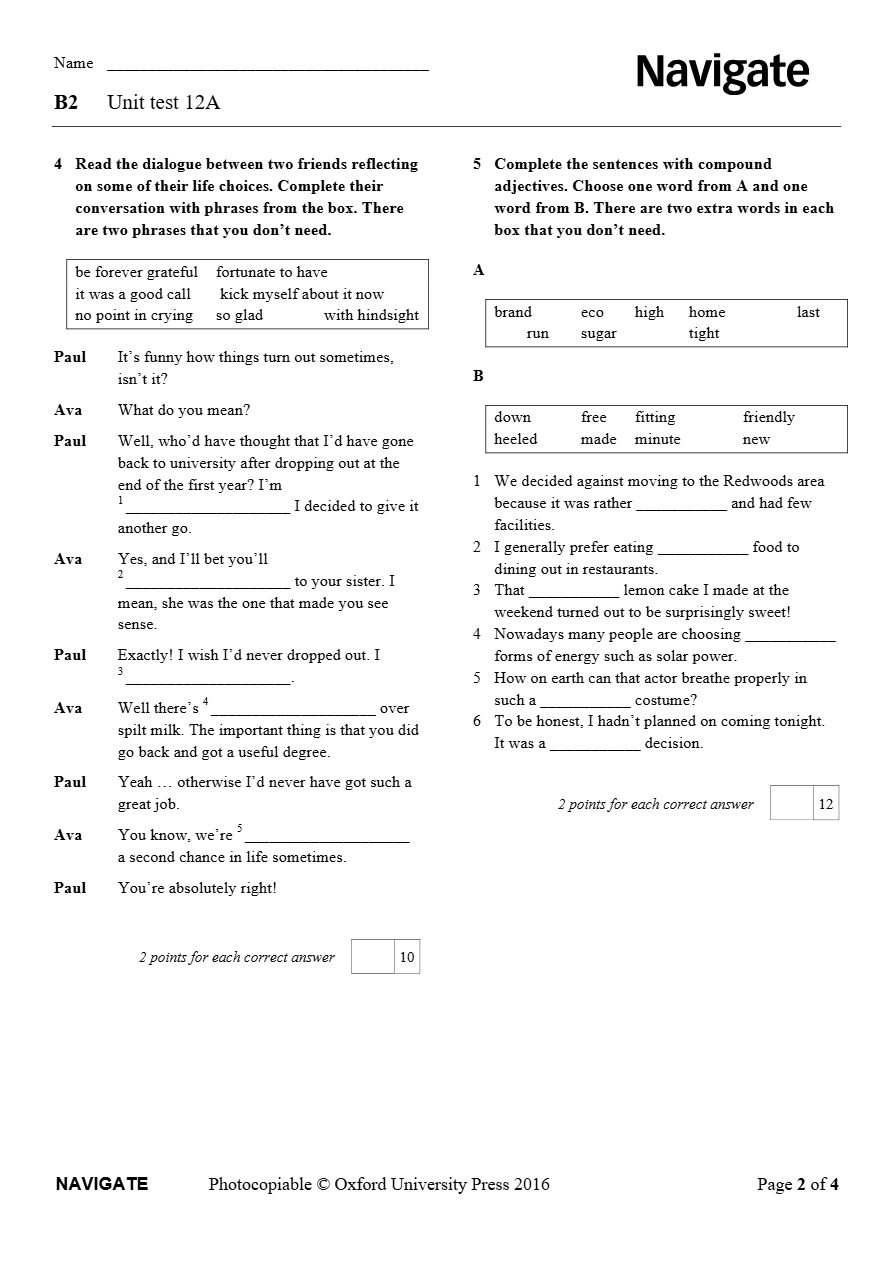 Name ________________________________________
Navigate
B2 Unit test 12A
4 Read the dialogue between two friends reflecting
on some of their life choices. Complete their
conversation with phrases from the box. There
are two phrases that you don’t need.
be forever grateful fortunate to have
it was a good call kick myself about it now
no point in crying so glad with hindsight
Paul It’s funny how things turn out sometimes,
isn’t it?
Ava What do you mean?
Paul Well, who’d have thought that I’d have gone
back to university after dropping out at the
end of the first year? I’m
1 ____________________ I decided to give it
another go.
Ava Yes, and I’ll bet you’ll
2 ____________________ to your sister. I
mean, she was the one that made you see
sense.
Paul Exactly! I wish I’d never dropped out. I
3 ____________________.
Ava Well there’s 4 ____________________ over
spilt milk. The important thing is that you did
go back and got a useful degree.
Paul Yeah … otherwise I’d never have got such a
great job.
Ava You know, we’re 5 ____________________
a second chance in life sometimes.
Paul You’re absolutely right!
2 points for each correct answer 10
5 Complete the sentences with compound
adjectives. Choose one word from A and one
word from B. There are two extra words in each
box that you don’t need.
A
brand eco high home last
run sugar tight
B
down free fitting friendly
heeled made minute new
1 We decided against moving to the Redwoods area
because it was rather ___________ and had few
facilities.
2 I generally prefer eating ___________ food to
dining out in restaurants.
3 That ___________ lemon cake I made at the
weekend turned out to be surprisingly sweet!
4 Nowadays many people are choosing ___________
forms of energy such as solar power.
5 How on earth can that actor breathe properly in
such a ___________ costume?
6 To be honest, I hadn’t planned on coming tonight.
It was a ___________ decision.
2 points for each correct answer 12
NAVIGATE Photocopiable © Oxford University Press 2016 Page 2 of 4